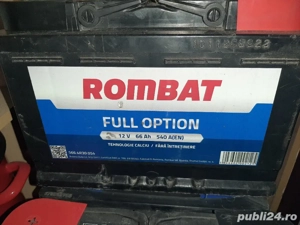 ROMBAT
FULL OPTION
12 V 66 Ah 540 A(EN)
TEHNOLOGIE CALCIU / FĂRĂ ÎNTREȚINERE
publi24.ro